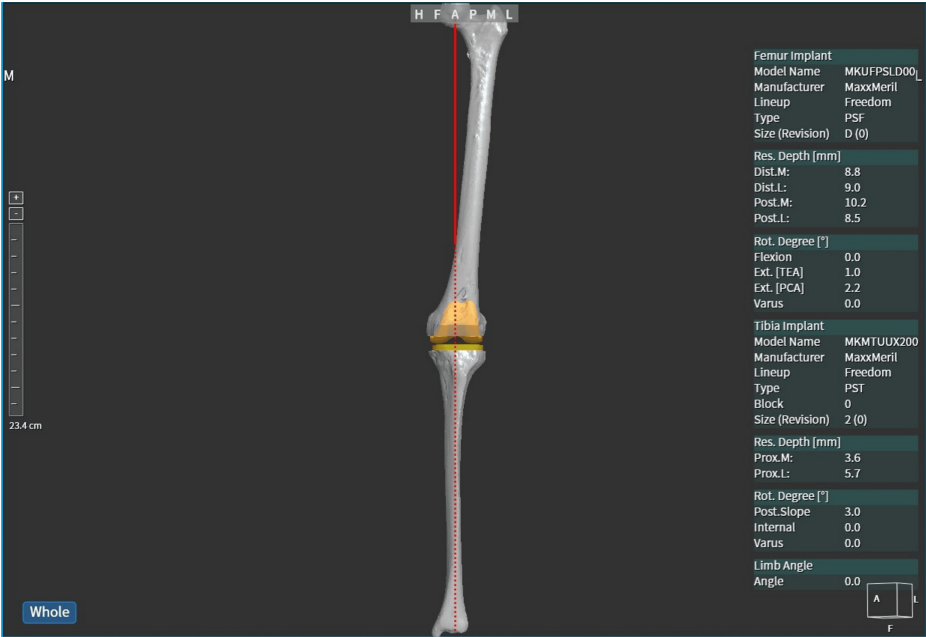 H F A P M L
M
L
+
-
23.4 cm
Whole
Femur Implant
Model Name MKUFPSLD00
Manufacturer MaxxMeril
Lineup Freedom
Type PSF
Size (Revision) D (0)
Res. Depth [mm]
Dist.M: 8.8
Dist.L: 9.0
Post.M: 10.2
Post.L: 8.5
Rot. Degree [°]
Flexion 0.0
Ext. [TEA] 1.0
Ext. [PCA] 2.2
Varus 0.0
Tibia Implant
Model Name MKMTUUX200
Manufacturer MaxxMeril
Lineup Freedom
Type PST
Block 0
Size (Revision) 2 (0)
Res. Depth [mm]
Prox.M: 3.6
Prox.L: 5.7
Rot. Degree [°]
Post.Slope 3.0
Internal 0.0
Varus 0.0
Limb Angle
Angle 0.0
A L
F